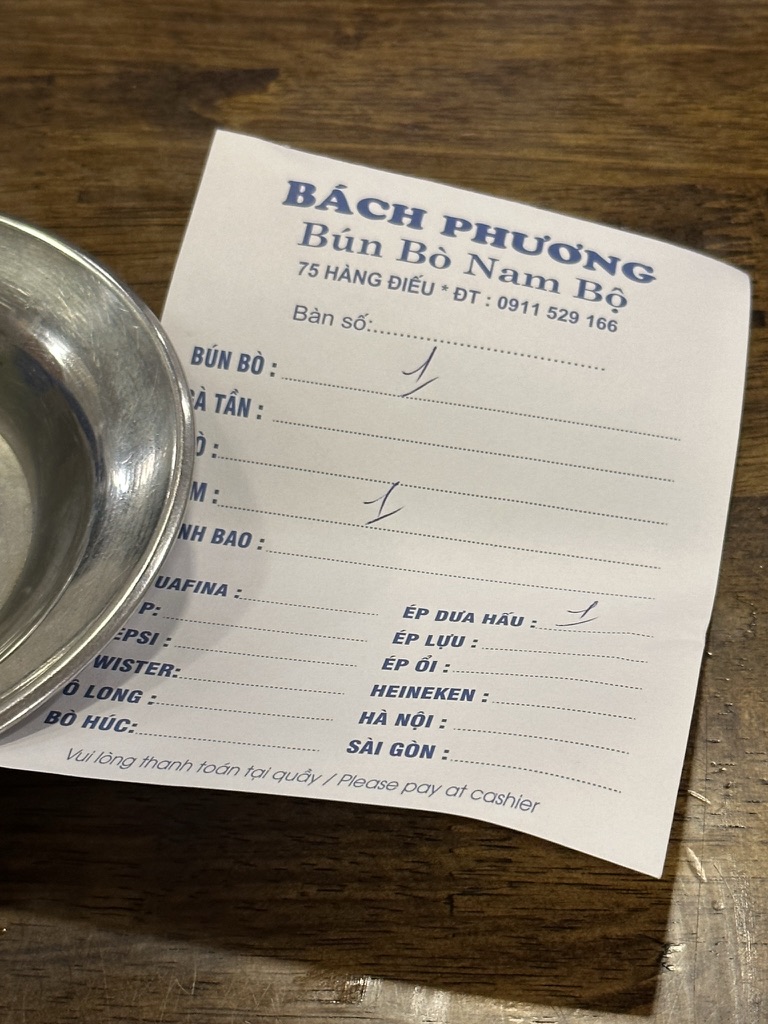 BÁCH PHƯƠNG
Bún Bò Nam Bộ
75 HÀNG ĐIẾU * ĐT : 0911 529 166
Bàn số:
BÚN BÒ : 1
TẦN :
M : 1
BAO :
UAFINA :
P:
EPSI :
WISTER:
Ô LONG :
BÒ HÚC:
ÉP DƯA HẤU : 1
ÉP LỰU :
ÉP ỔI :
HEINEKEN :
HÀ NỘI :
SÀI GÒN :
Vui lòng thanh toán tại quầy / Please pay at cashier